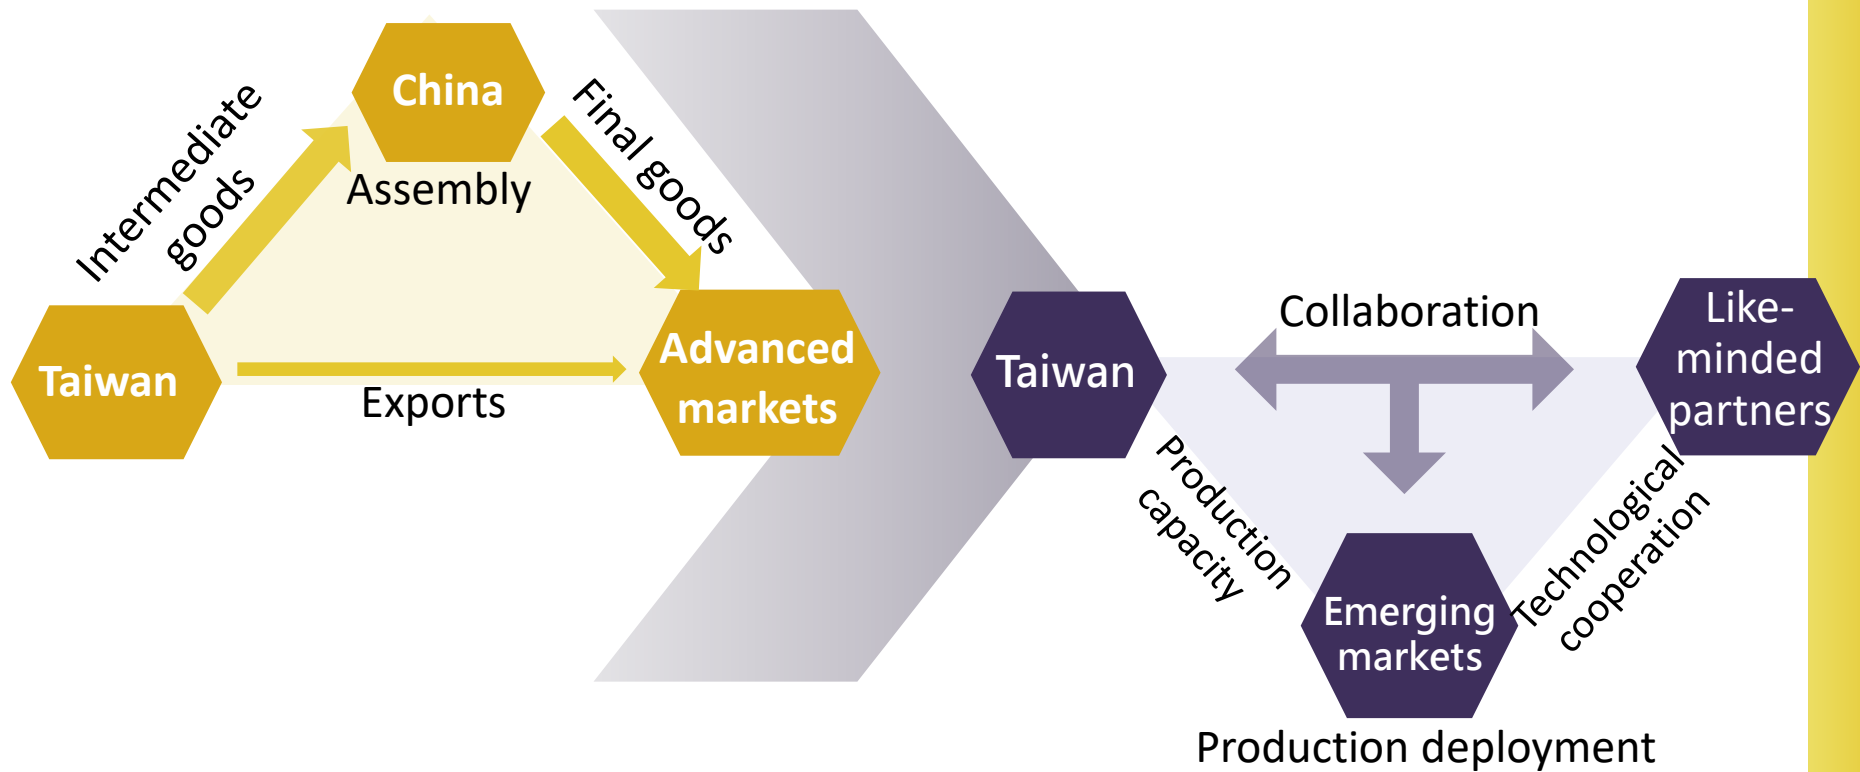 China
Intermediate
goods
Final goods
Assembly
Taiwan
Exports
Advanced
markets
Taiwan
Collaboration
Like-
minded
partners
Production
capacity
Technological
cooperation
Emerging
markets
Production deployment